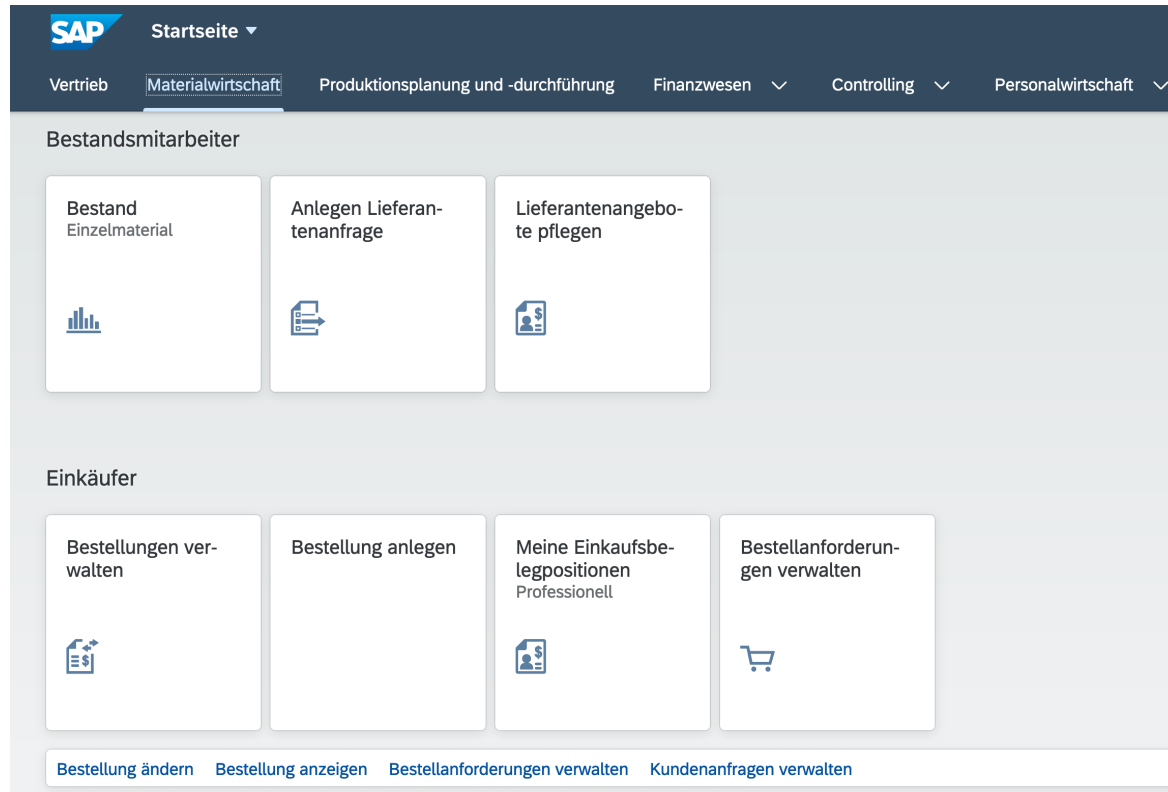 SAP Startseite
Vertrieb Materialwirtschaft Produktionsplanung und -durchführung Finanzwesen Controlling Personalwirtschaft
Bestandsmitarbeiter
Bestand
Einzelmaterial
Anlegen Lieferan-
tenanfrage
Lieferantenangebo-
te pflegen
Einkäufer
Bestellungen ver-
walten
Bestellung anlegen
Meine Einkaufsbe-
legpositionen
Professionell
Bestellanforderun-
gen verwalten
Bestellung ändern Bestellung anzeigen Bestellanforderungen verwalten Kundenanfragen verwalten